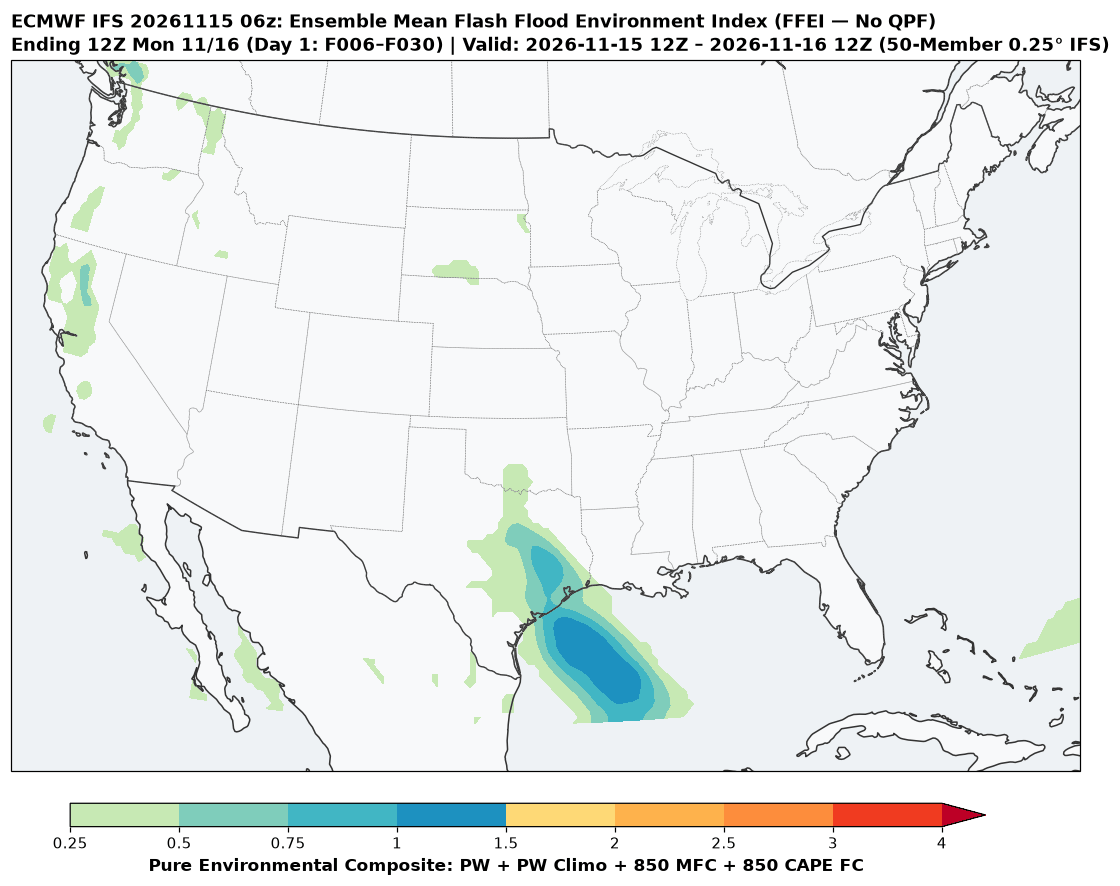 ECMWF IFS 20261115 06z: Ensemble Mean Flash Flood Environment Index (FFEI — No QPF)
Ending 12Z Mon 11/16 (Day 1: F006–F030) | Valid: 2026-11-15 12Z – 2026-11-16 12Z (50-Member 0.25° IFS)
0.25 0.5 0.75 1 1.5 2 2.5 3 4
Pure Environmental Composite: PW + PW Climo + 850 MFC + 850 CAPE FC